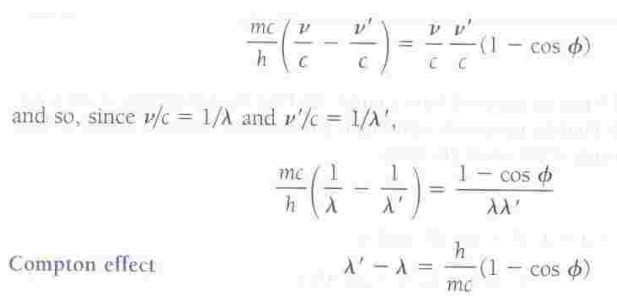 mc/h (ν/c − ν′/c) = ν/c ν′/c (1 − cos ϕ)
and so, since ν/c = 1/λ and ν′/c = 1/λ′,
mc/h (1/λ − 1/λ′) = 1 − cos ϕ/λλ′
Compton effect λ′ − λ = h/mc (1 − cos ϕ)